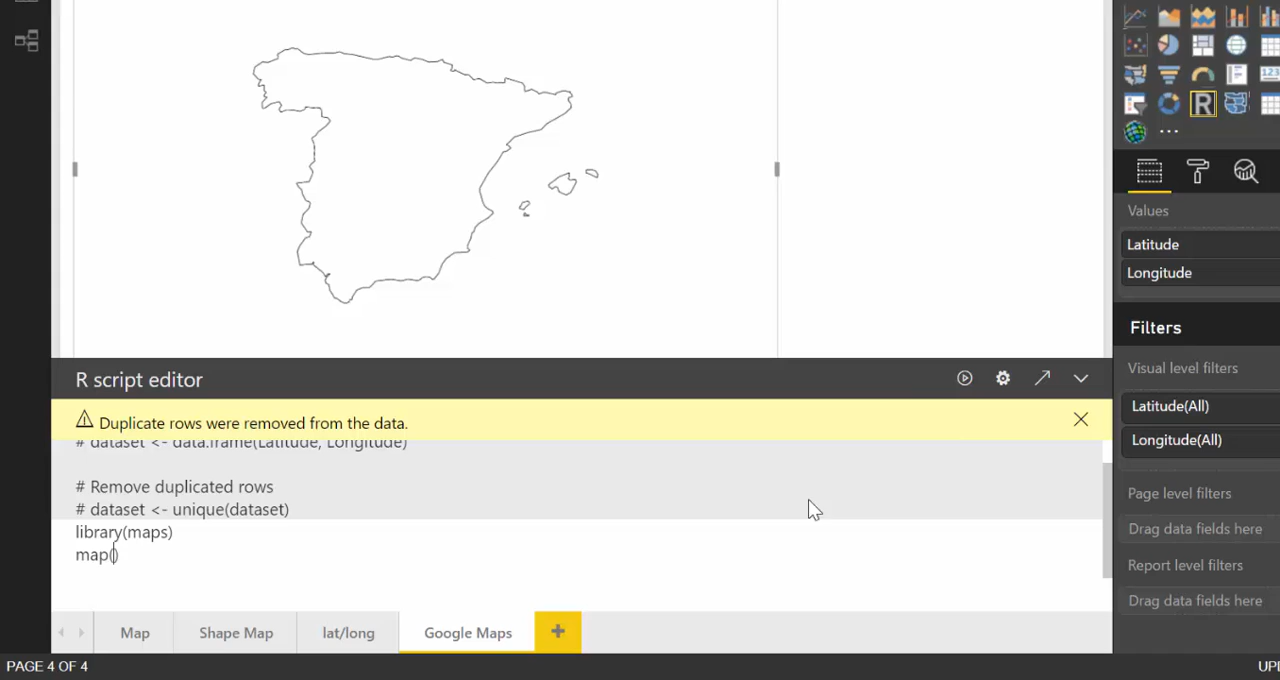 Values
Latitude
Longitude
Filters
Visual level filters
Latitude(All)
Longitude(All)
Page level filters
Drag data fields here
Report level filters
Drag data fields here
R script editor
Duplicate rows were removed from the data.
# dataset <- data.frame(Latitude, Longitude)
# Remove duplicated rows
# dataset <- unique(dataset)
library(maps)
map()
Map
Shape Map
lat/long
Google Maps
PAGE 4 OF 4
UPD